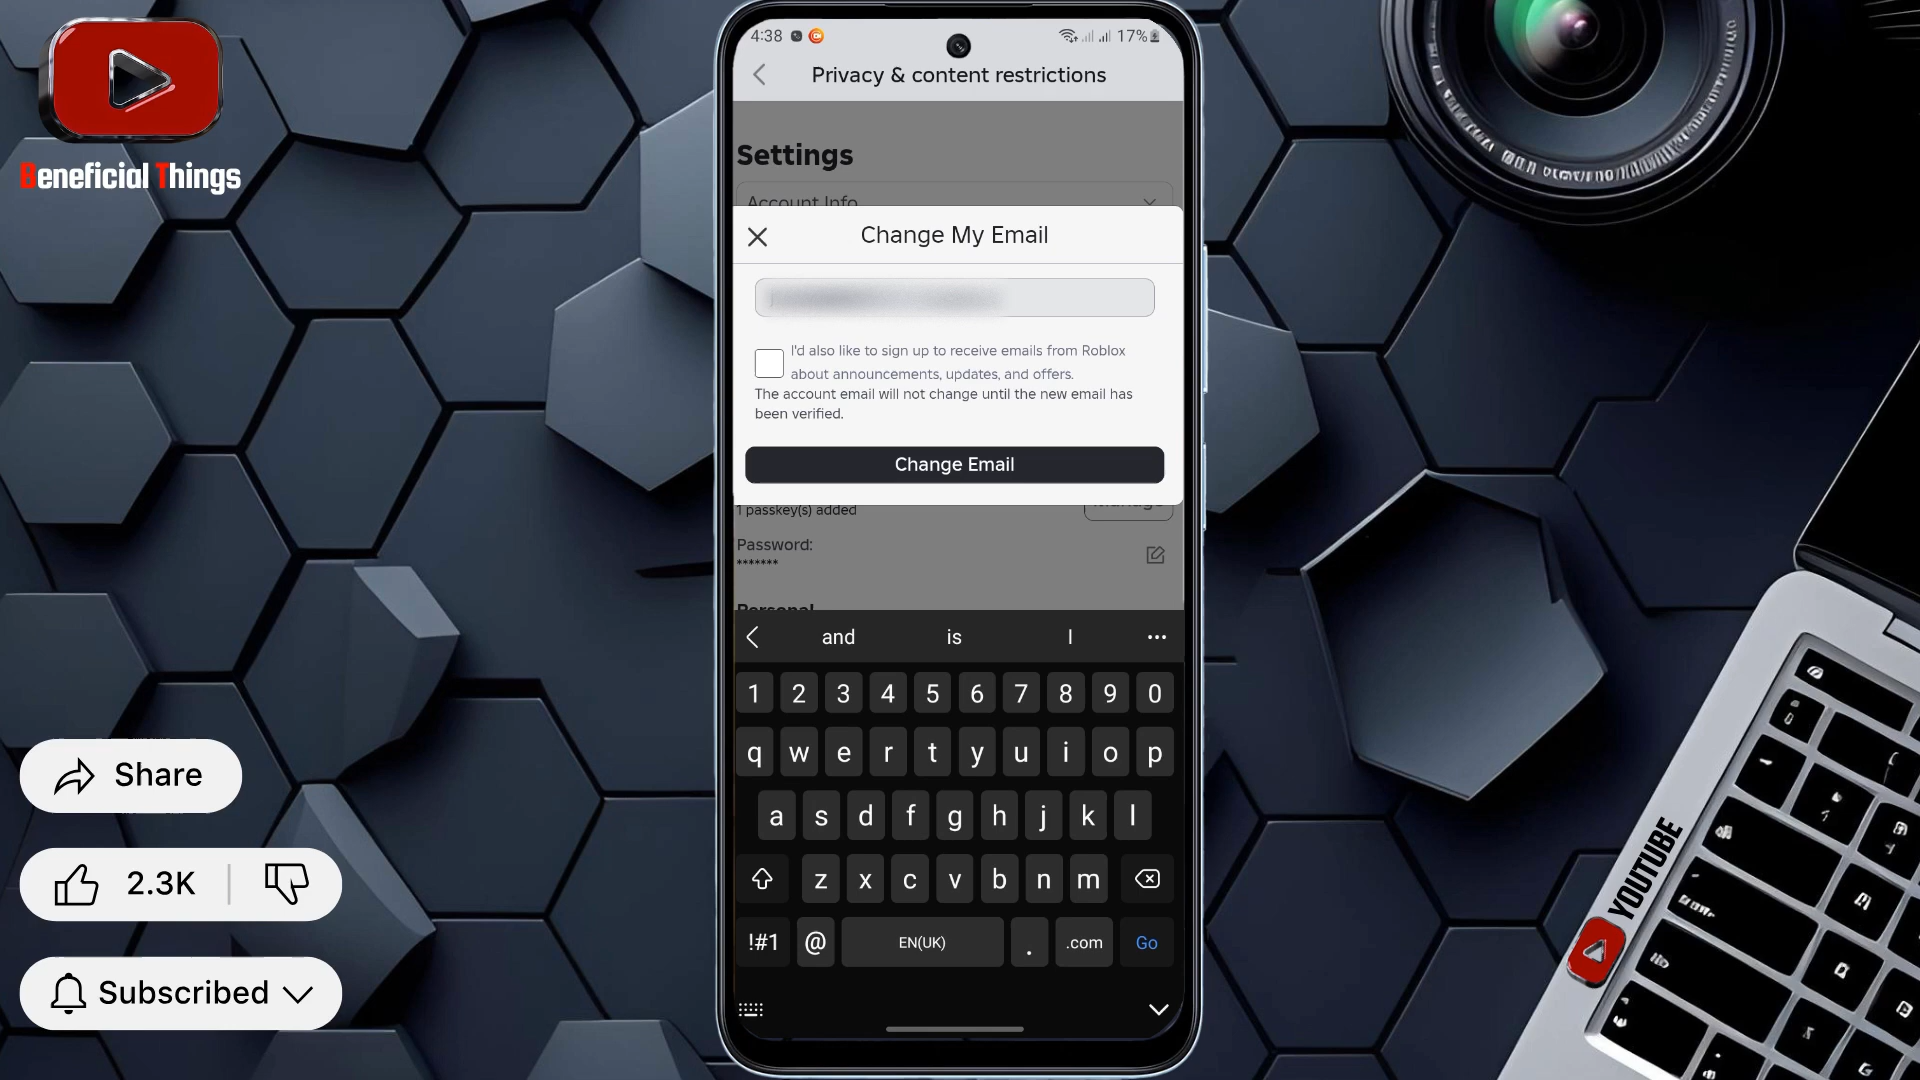 Beneficial Things
4:38
17%
Privacy & content restrictions
Settings
Account Info
Change My Email
I'd also like to sign up to receive emails from Roblox
about announcements, updates, and offers.
The account email will not change until the new email has
been verified.
Change Email
1 passkey(s) added
Manage
Password:
*******
Personal
and is I
1 2 3 4 5 6 7 8 9 0
q w e r t y u i o p
a s d f g h j k l
z x c v b n m
!#1 @ EN(UK) . .com Go
Share
2.3K
Subscribed
YOUTUBE